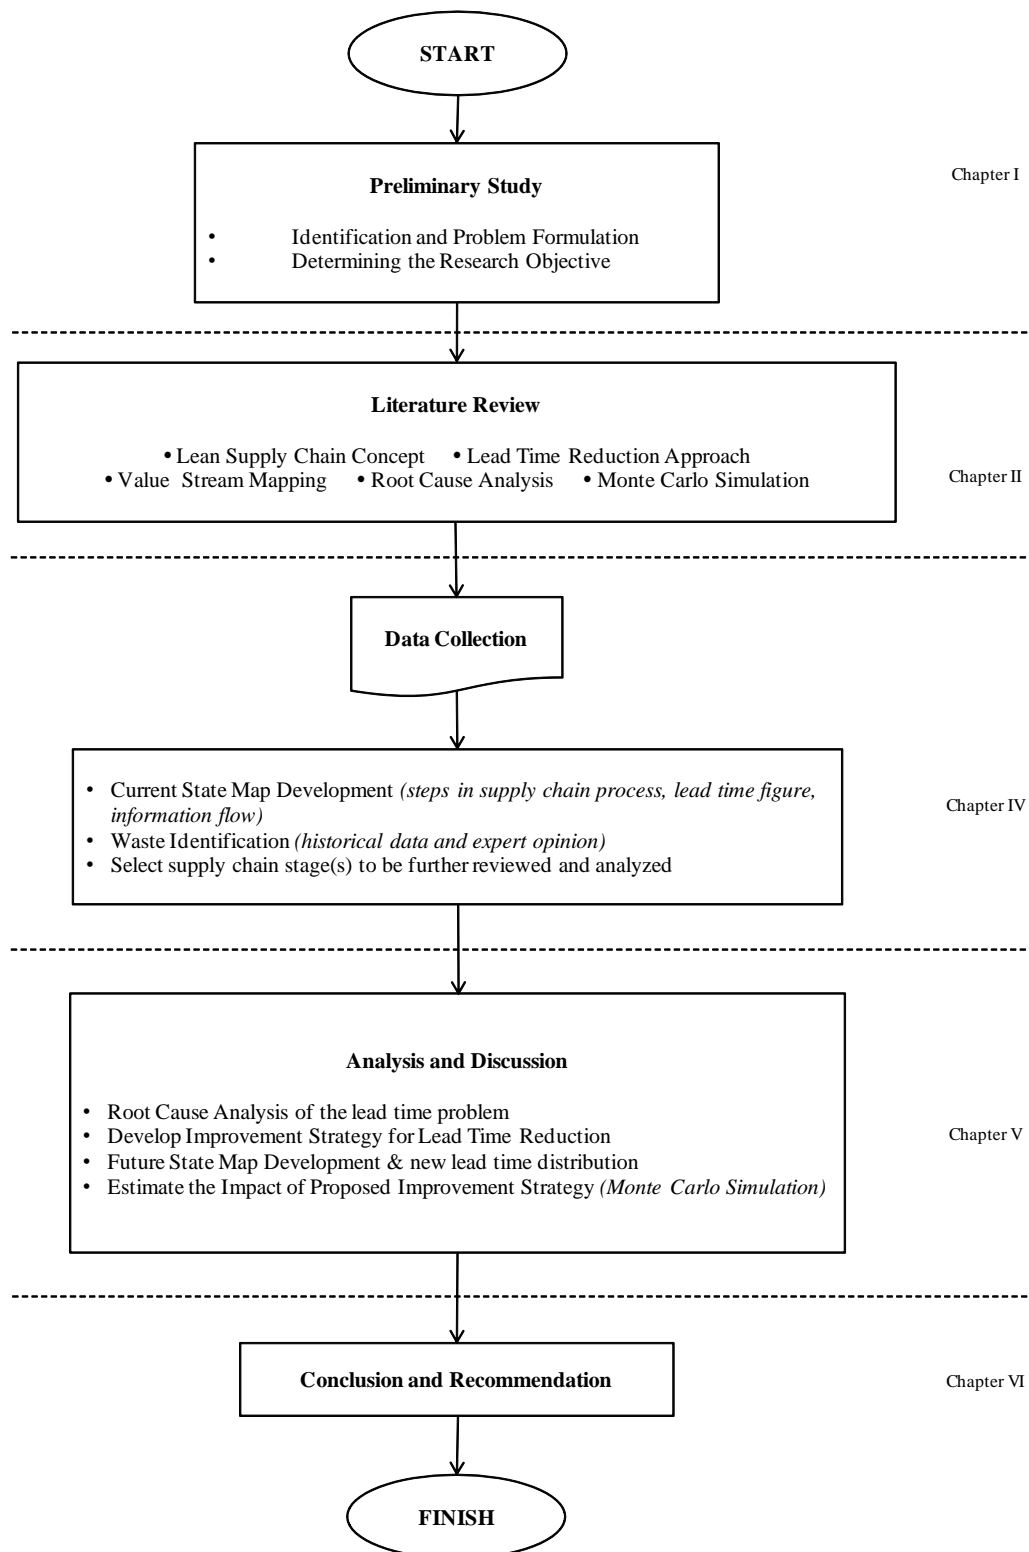 START
Preliminary Study
Chapter I
• Identification and Problem Formulation
• Determining the Research Objective
Literature Review
• Lean Supply Chain Concept • Lead Time Reduction Approach
• Value Stream Mapping • Root Cause Analysis • Monte Carlo Simulation
Chapter II
Data Collection
• Current State Map Development (steps in supply chain process, lead time figure,
information flow)
• Waste Identification (historical data and expert opinion)
• Select supply chain stage(s) to be further reviewed and analyzed
Chapter IV
Analysis and Discussion
• Root Cause Analysis of the lead time problem
• Develop Improvement Strategy for Lead Time Reduction
• Future State Map Development & new lead time distribution
• Estimate the Impact of Proposed Improvement Strategy (Monte Carlo Simulation)
Chapter V
Conclusion and Recommendation
Chapter VI
FINISH